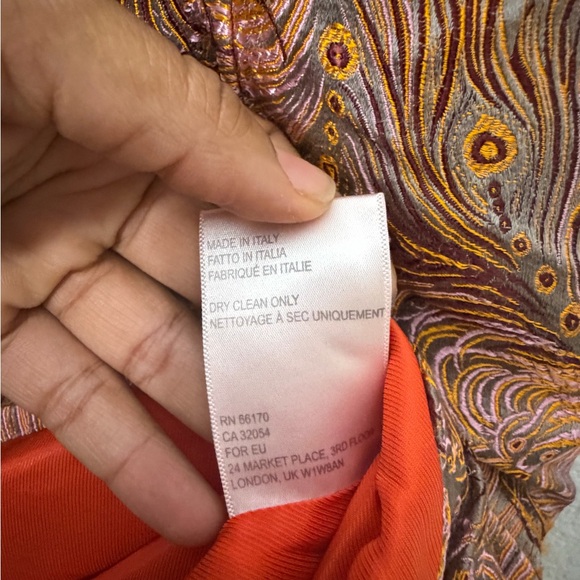 MADE IN ITALY
FATTO IN ITALIA
FABRIQUÉ EN ITALIE
DRY CLEAN ONLY
NETTOYAGE À SEC UNIQUEMENT
RN 66170
CA 32054
FOR EU
24 MARKET PLACE, 3RD FLOOR
LONDON, UK W1W8AN